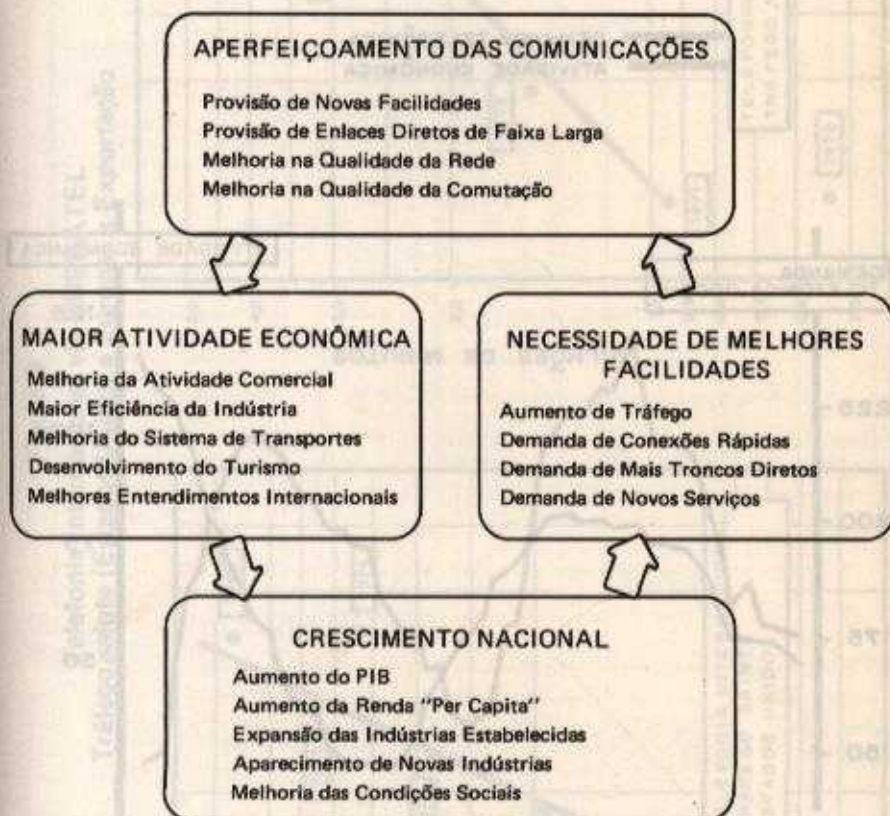 APERFEIÇOAMENTO DAS COMUNICAÇÕES
Provisão de Novas Facilidades
Provisão de Enlaces Diretos de Faixa Larga
Melhoria na Qualidade da Rede
Melhoria na Qualidade da Comutação
MAIOR ATIVIDADE ECONÔMICA
Melhoria da Atividade Comercial
Maior Eficiência da Indústria
Melhoria do Sistema de Transportes
Desenvolvimento do Turismo
Melhores Entendimentos Internacionais
NECESSIDADE DE MELHORES
FACILIDADES
Aumento de Tráfego
Demanda de Conexões Rápidas
Demanda de Mais Troncos Diretos
Demanda de Novos Serviços
CRESCIMENTO NACIONAL
Aumento do PIB
Aumento da Renda "Per Capita"
Expansão das Indústrias Estabelecidas
Aparecimento de Novas Indústrias
Melhoria das Condições Sociais